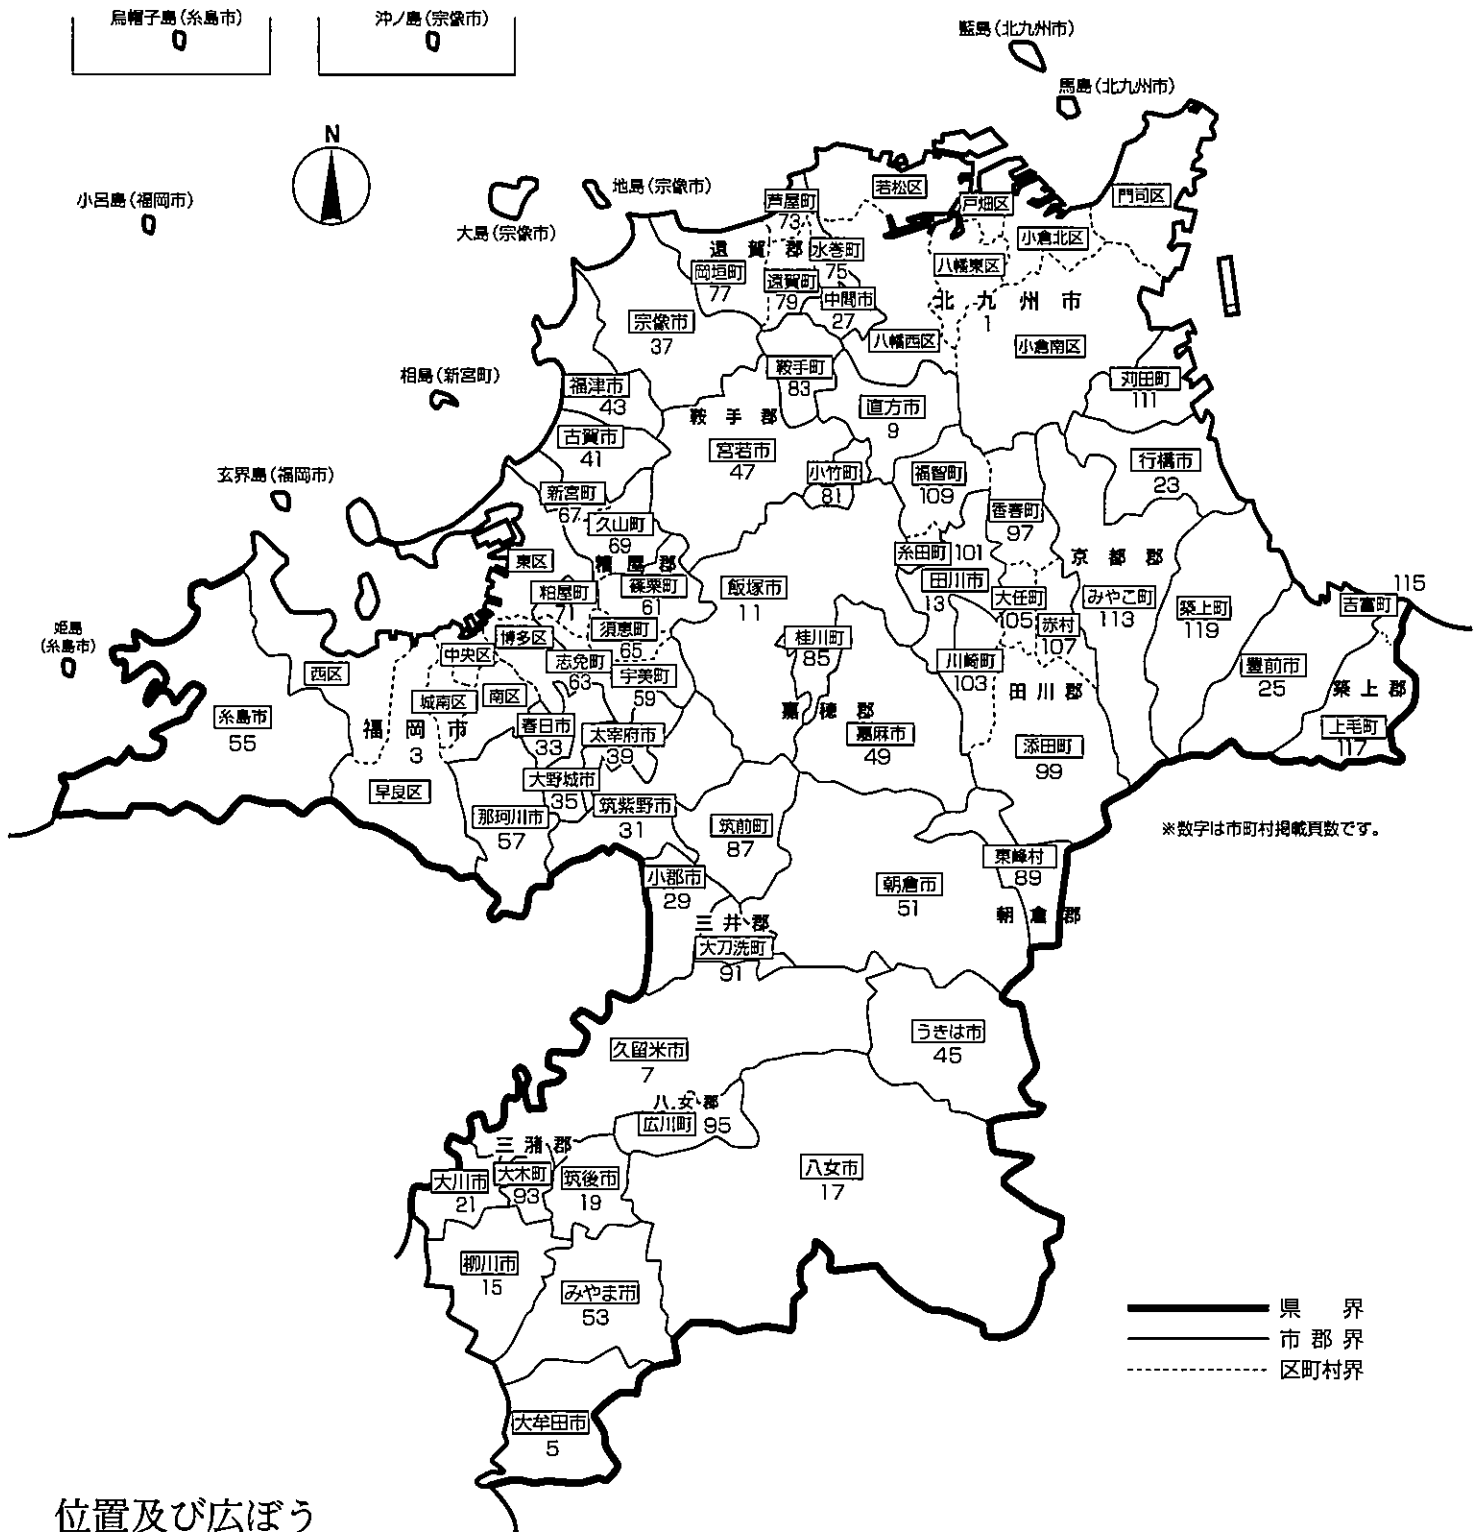 烏帽子島(糸島市)
沖ノ島(宗像市)
藍島(北九州市)
馬島(北九州市)
N
小呂島(福岡市)
大島(宗像市)
地島(宗像市)
芦屋町
73
若松区
戸畑区
門司区
小倉北区
遠賀郡
水巻町
75
岡垣町
77
遠賀町
79
中間市
27
八幡東区
北九州市
1
宗像市
37
八幡西区
小倉南区
相島(新宮町)
福津市
43
鞍手町
83
苅田町
111
鞍手郡
直方市
9
古賀市
41
宮若市
47
小竹町
81
福智町
109
行橋市
23
玄界島(福岡市)
新宮町
67
久山町
69
香春町
97
東区
糟屋郡
糸田町
101
京都郡
粕屋町
71
篠栗町
61
飯塚市
11
田川市
13
大任町
105
みやこ町
113
築上町
119
115
吉富町
姫島
(糸島市)
須恵町
65
博多区
中央区
桂川町
85
赤村
107
志免町
63
宇美町
59
川崎町
103
豊前市
25
西区
城南区
南区
田川郡
築上郡
糸島市
55
福岡市
3
春日市
33
太宰府市
39
嘉穂郡
嘉麻市
49
添田町
99
上毛町
117
早良区
大野城市
35
那珂川市
57
筑紫野市
31
筑前町
87
※数字は市町村掲載頁数です。
小郡市
29
東峰村
89
朝倉市
51
朝倉郡
三井郡
大刀洗町
91
うきは市
45
久留米市
7
八女郡
広川町
95
三潴郡
大川市
21
大木町
93
筑後市
19
八女市
17
柳川市
15
みやま市
53
県界
市郡界
区町村界
大牟田市
5
位置及び広ぼう